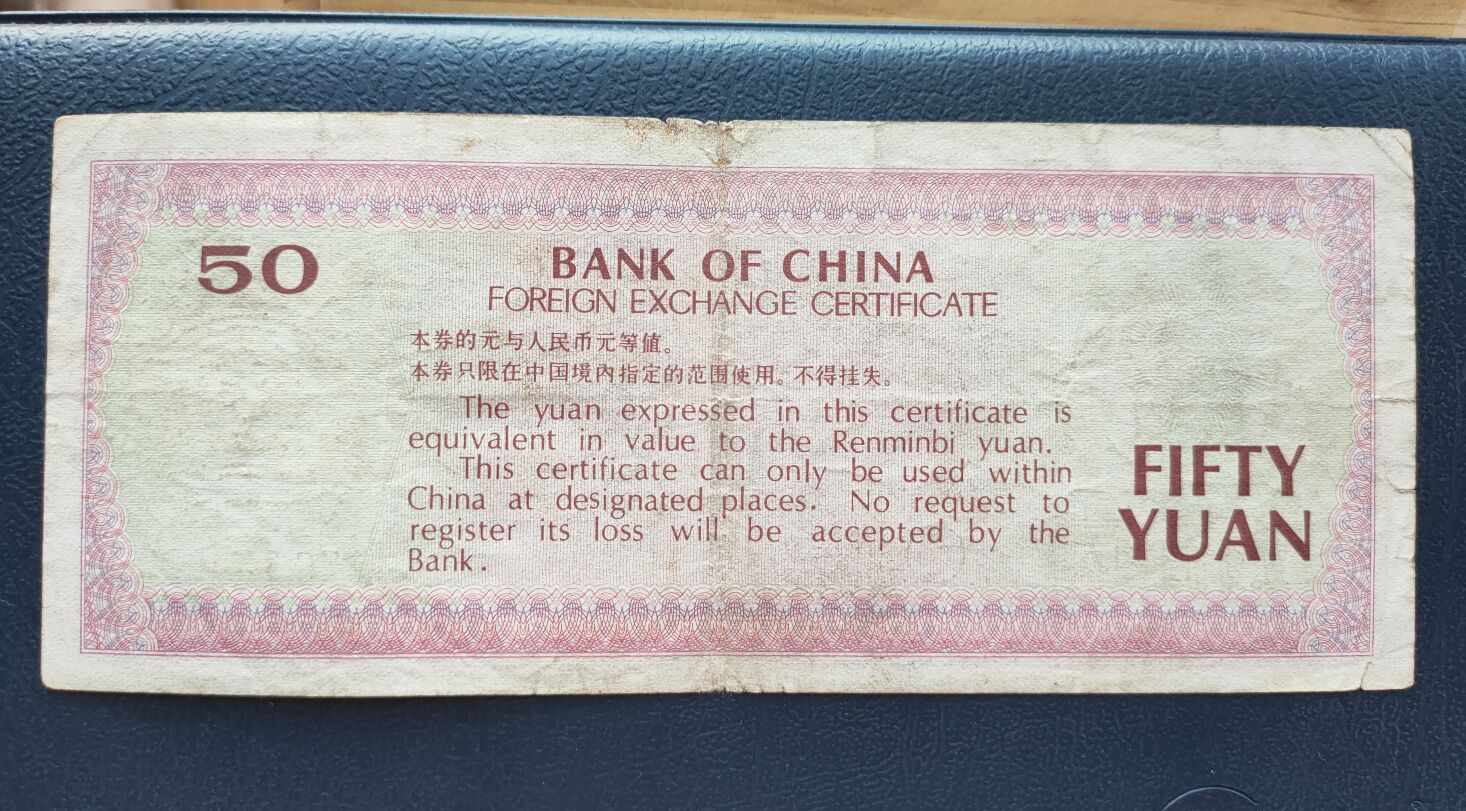 50
BANK OF CHINA
FOREIGN EXCHANGE CERTIFICATE
本券的元与人民币元等値。
本券只限在中国境内指定的范围使用。不得挂失。
The yuan expressed in this certificate is
equivalent in value to the Renminbi yuan.
This certificate can only be used within
China at designated places. No request to
register its loss will be accepted by the
Bank.
FIFTY
YUAN